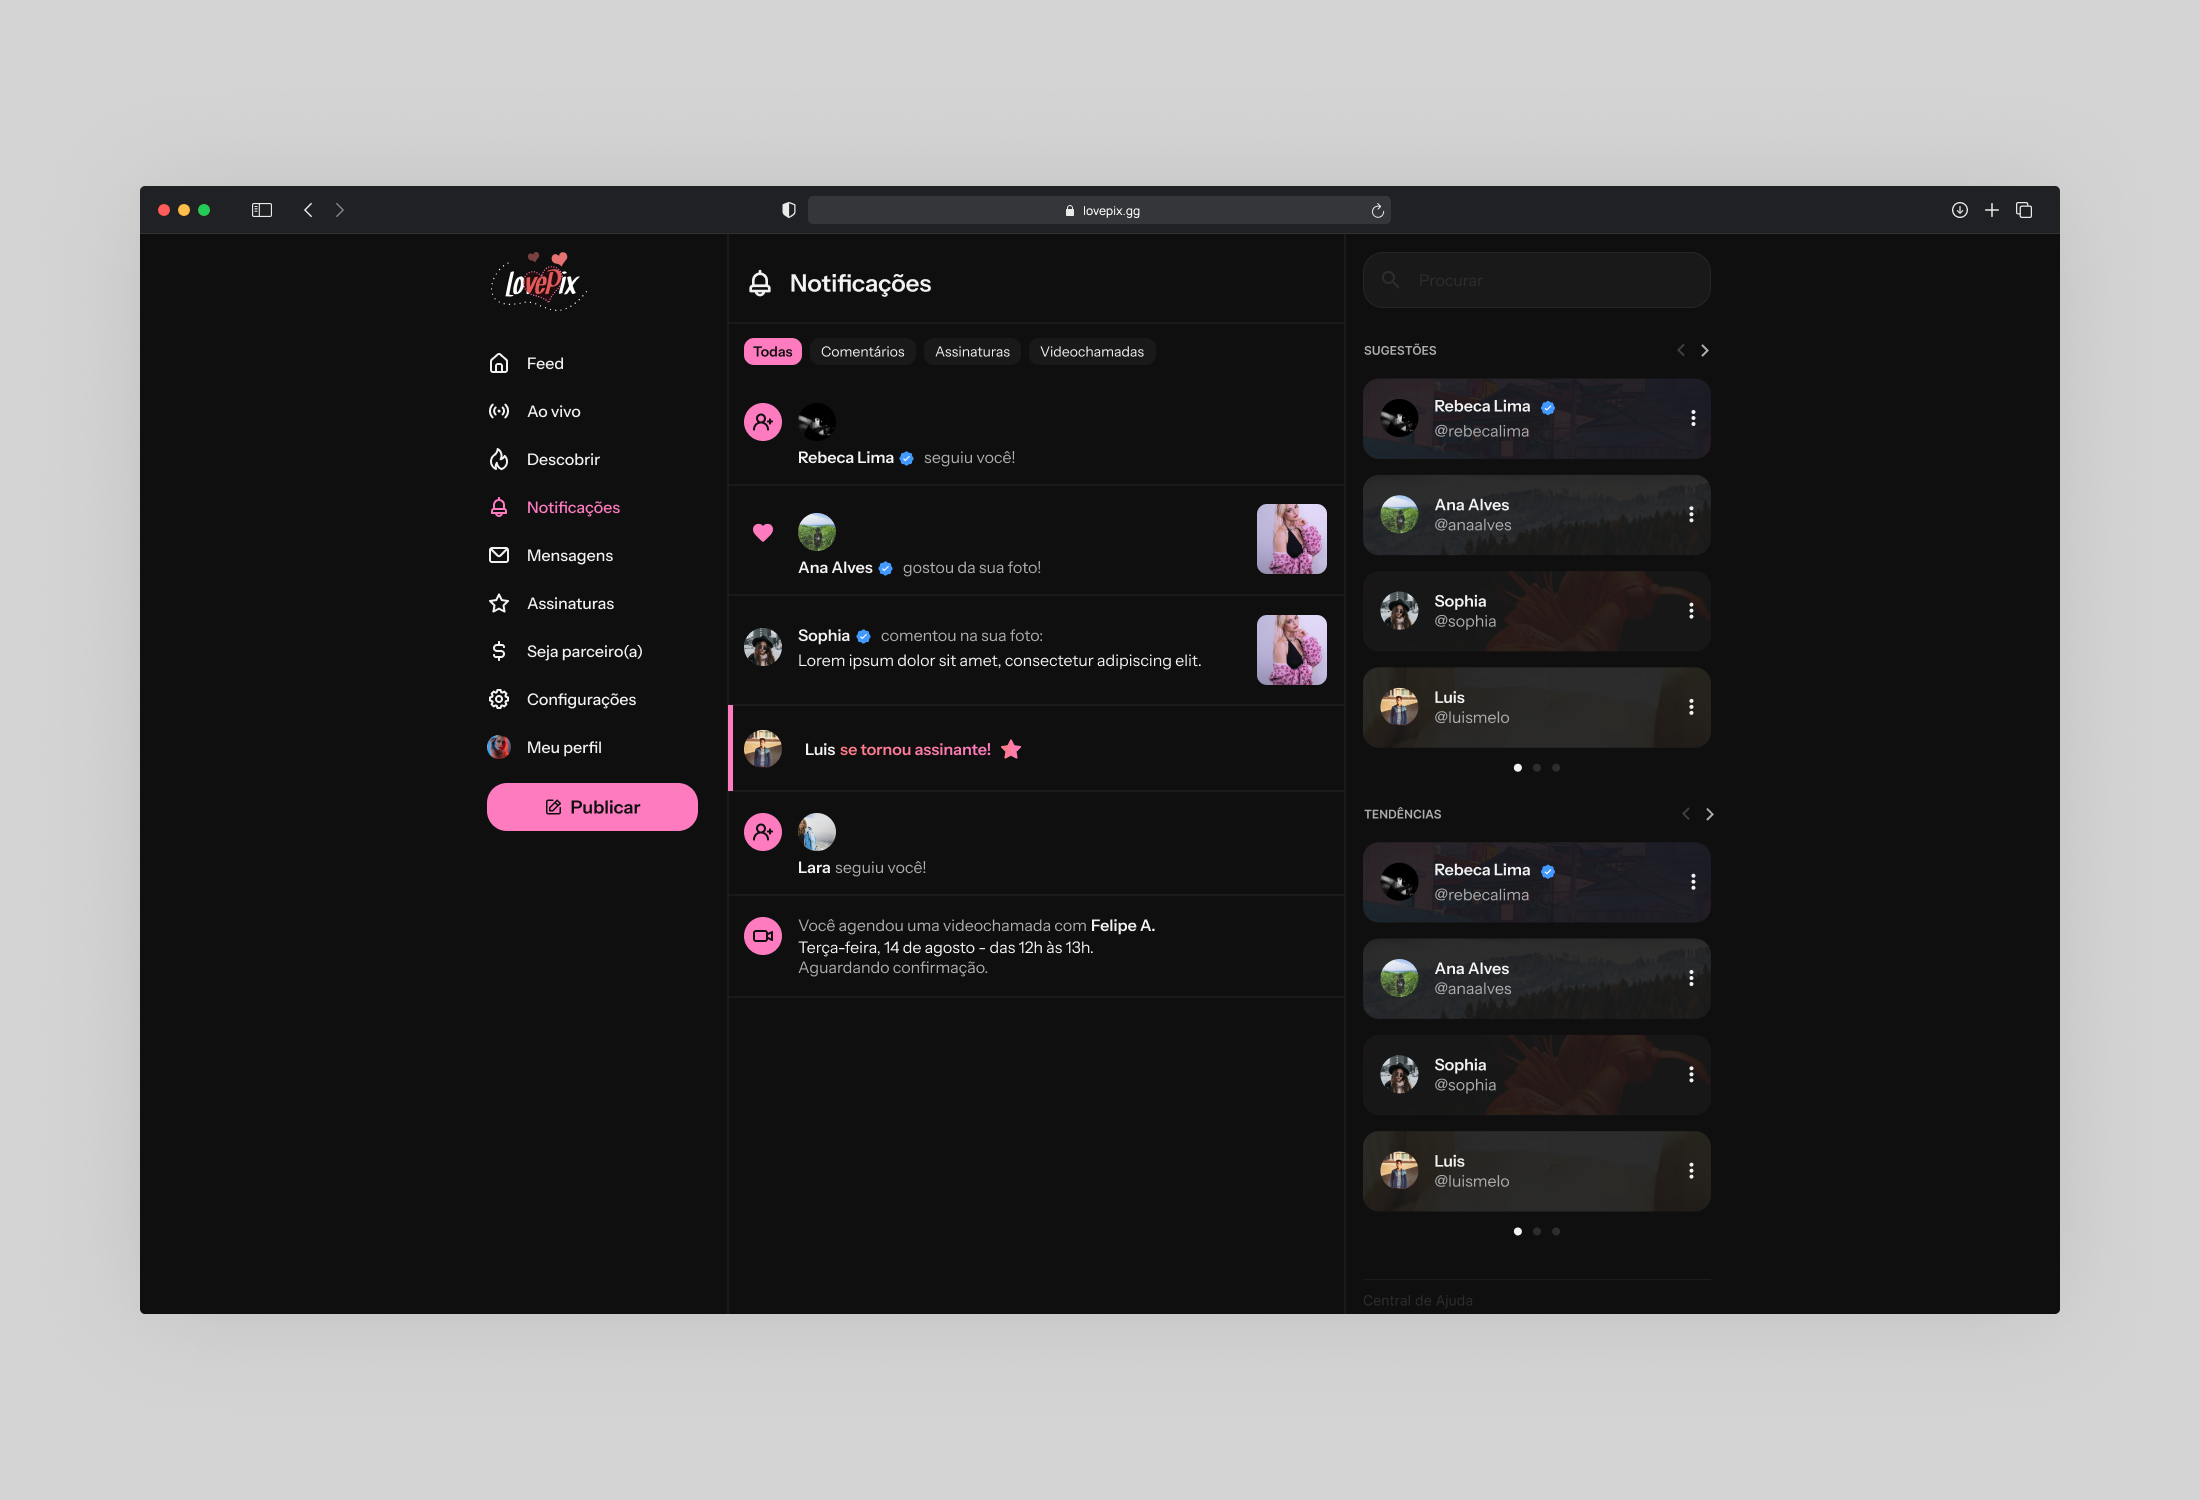 lovepix.gg
LovePix
Feed
Ao vivo
Descobrir
Notificações
Mensagens
Assinaturas
Seja parceiro(a)
Configurações
Meu perfil
Publicar
Notificações
Todas
Comentários
Assinaturas
Videochamadas
Rebeca Lima seguiu você!
Ana Alves gostou da sua foto!
Sophia comentou na sua foto:
Lorem ipsum dolor sit amet, consectetur adipiscing elit.
Luis se tornou assinante!
Lara seguiu você!
Você agendou uma videochamada com Felipe A.
Terça-feira, 14 de agosto - das 12h às 13h.
Aguardando confirmação.
Procurar
SUGESTÕES
Rebeca Lima
@rebecalima
Ana Alves
@anaalves
Sophia
@sophia
Luis
@luismelo
TENDÊNCIAS
Rebeca Lima
@rebecalima
Ana Alves
@anaalves
Sophia
@sophia
Luis
@luismelo
Central de Ajuda